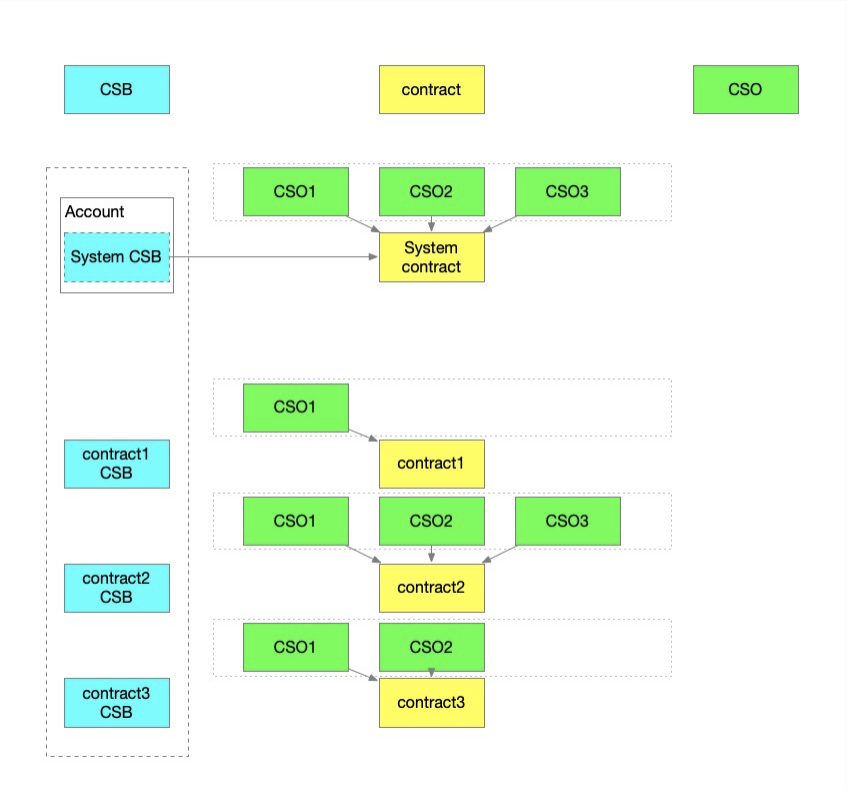 CSB
contract
CSO
CSO1
CSO2
CSO3
Account
System CSB
System
contract
CSO1
contract1
CSB
contract1
CSO1
CSO2
CSO3
contract2
CSB
contract2
CSO1
CSO2
contract3
CSB
contract3